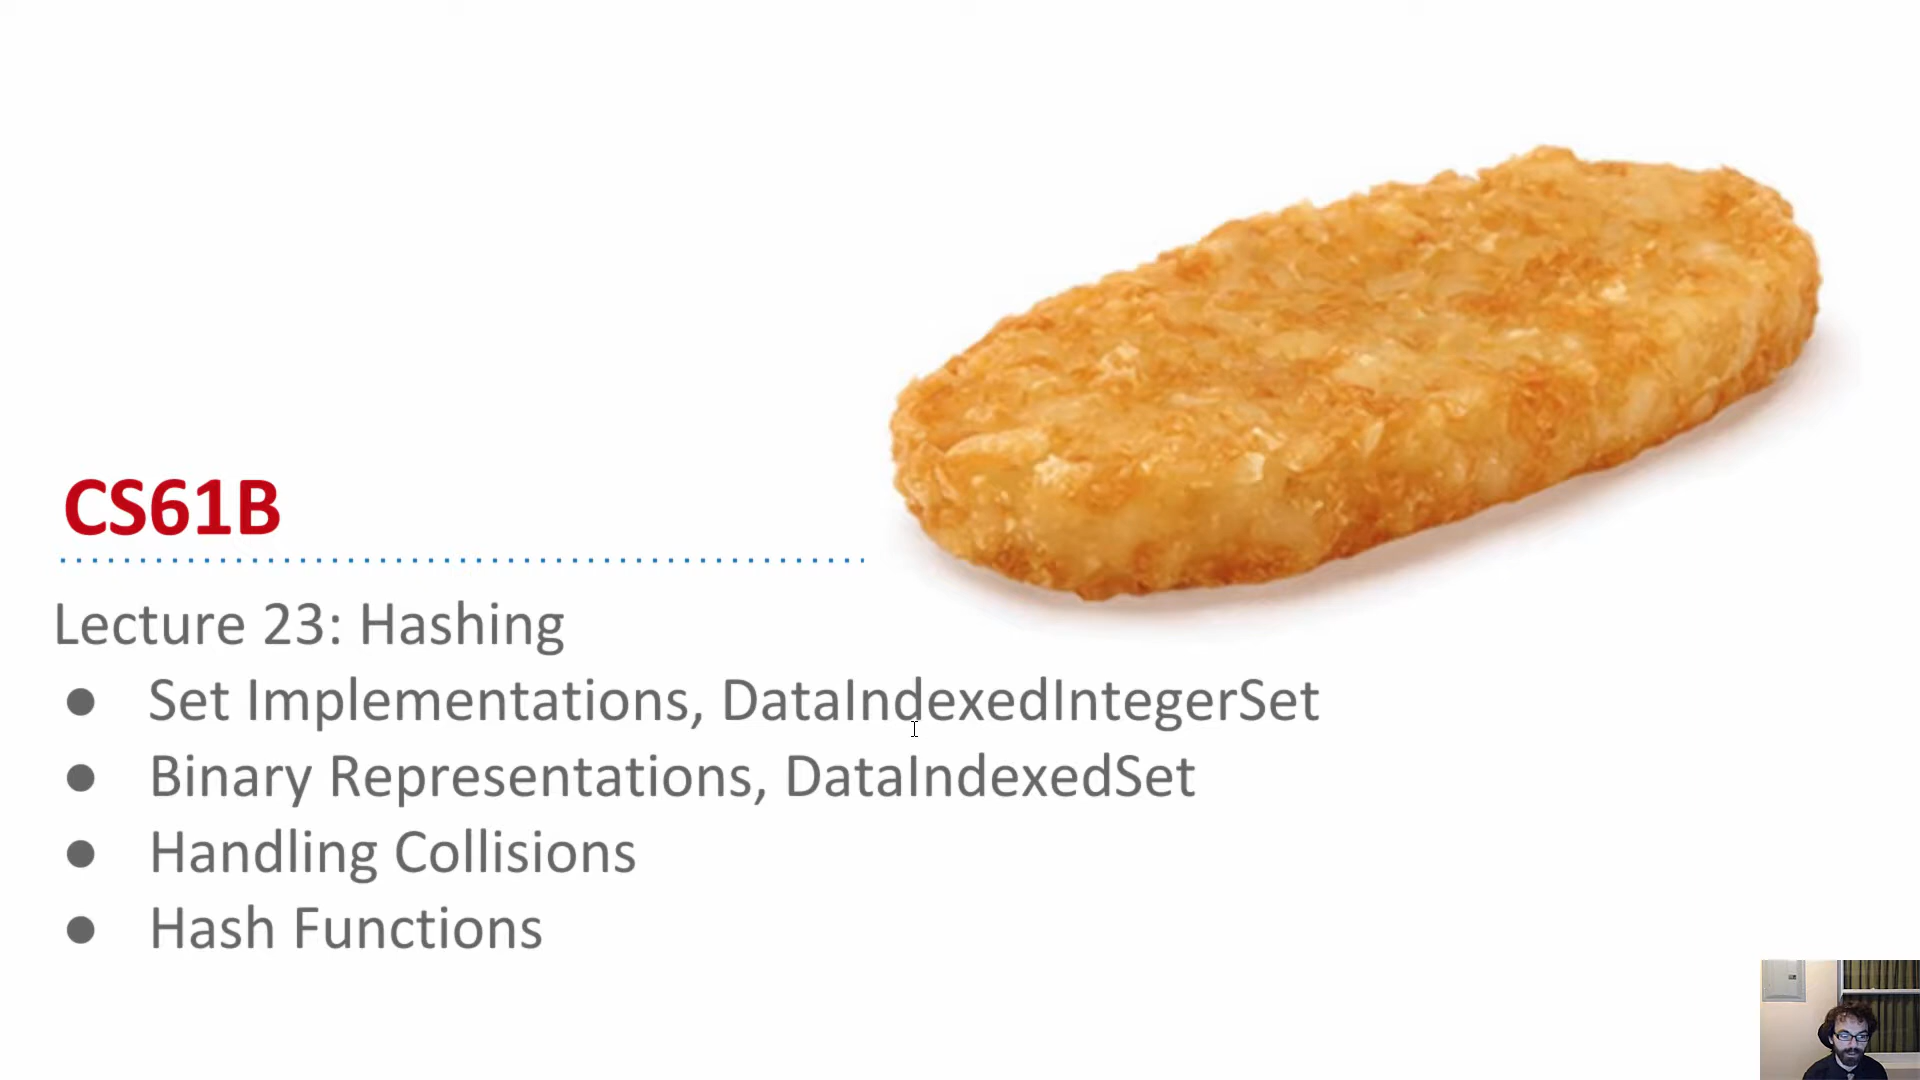 CS61B
Lecture 23: Hashing
● Set Implementations, DataIndexedIntegerSet
● Binary Representations, DataIndexedSet
● Handling Collisions
● Hash Functions